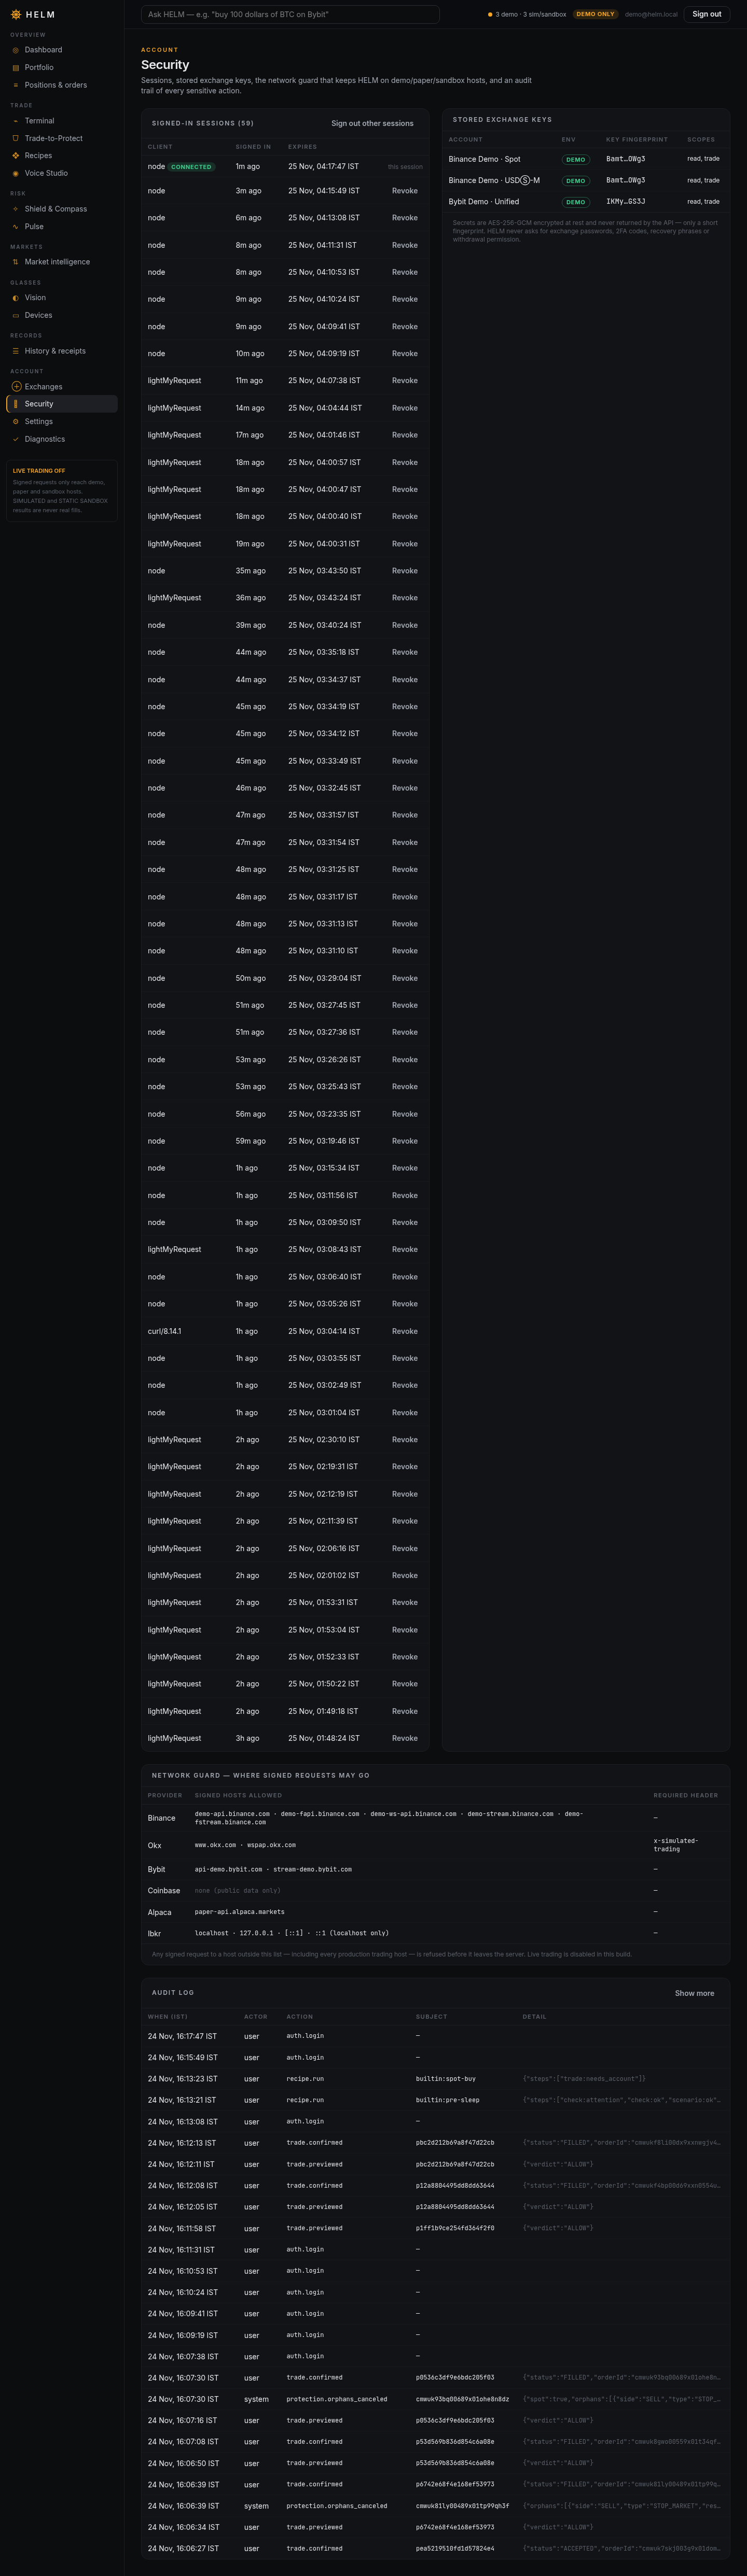 HELM
OVERVIEW
Dashboard
Portfolio
Positions & orders
TRADE
Terminal
Trade-to-Protect
Recipes
Voice Studio
RISK
Shield & Compass
Pulse
MARKETS
Market intelligence
GLASSES
Vision
Devices
RECORDS
History & receipts
ACCOUNT
Exchanges
Security
Settings
Diagnostics
LIVE TRADING OFF
Signed requests only reach demo,
paper and sandbox hosts.
SIMULATED and STATIC SANDBOX
results are never real fills.
Ask HELM — e.g. "buy 100 dollars of BTC on Bybit"
3 demo · 3 sim/sandbox DEMO ONLY demo@helm.local Sign out
ACCOUNT
Security
Sessions, stored exchange keys, the network guard that keeps HELM on demo/paper/sandbox hosts, and an audit
trail of every sensitive action.
SIGNED-IN SESSIONS (59) Sign out other sessions
CLIENT SIGNED IN EXPIRES
node CONNECTED 1m ago 25 Nov, 04:17:47 IST this session
node 3m ago 25 Nov, 04:15:49 IST Revoke
node 6m ago 25 Nov, 04:13:08 IST Revoke
node 8m ago 25 Nov, 04:11:31 IST Revoke
node 8m ago 25 Nov, 04:10:53 IST Revoke
node 9m ago 25 Nov, 04:10:24 IST Revoke
node 9m ago 25 Nov, 04:09:41 IST Revoke
node 10m ago 25 Nov, 04:09:19 IST Revoke
lightMyRequest 11m ago 25 Nov, 04:07:38 IST Revoke
lightMyRequest 14m ago 25 Nov, 04:04:44 IST Revoke
lightMyRequest 17m ago 25 Nov, 04:01:46 IST Revoke
lightMyRequest 18m ago 25 Nov, 04:00:57 IST Revoke
lightMyRequest 18m ago 25 Nov, 04:00:47 IST Revoke
lightMyRequest 18m ago 25 Nov, 04:00:40 IST Revoke
lightMyRequest 19m ago 25 Nov, 04:00:31 IST Revoke
node 35m ago 25 Nov, 03:43:50 IST Revoke
lightMyRequest 36m ago 25 Nov, 03:43:24 IST Revoke
node 39m ago 25 Nov, 03:40:24 IST Revoke
node 44m ago 25 Nov, 03:35:18 IST Revoke
node 44m ago 25 Nov, 03:34:37 IST Revoke
node 45m ago 25 Nov, 03:34:19 IST Revoke
node 45m ago 25 Nov, 03:34:12 IST Revoke
node 45m ago 25 Nov, 03:33:49 IST Revoke
node 46m ago 25 Nov, 03:32:45 IST Revoke
node 47m ago 25 Nov, 03:31:57 IST Revoke
node 47m ago 25 Nov, 03:31:54 IST Revoke
node 48m ago 25 Nov, 03:31:25 IST Revoke
node 48m ago 25 Nov, 03:31:17 IST Revoke
node 48m ago 25 Nov, 03:31:13 IST Revoke
node 48m ago 25 Nov, 03:31:10 IST Revoke
node 50m ago 25 Nov, 03:29:04 IST Revoke
node 51m ago 25 Nov, 03:27:45 IST Revoke
node 51m ago 25 Nov, 03:27:36 IST Revoke
node 53m ago 25 Nov, 03:26:26 IST Revoke
node 53m ago 25 Nov, 03:25:43 IST Revoke
node 56m ago 25 Nov, 03:23:35 IST Revoke
node 59m ago 25 Nov, 03:19:46 IST Revoke
node 1h ago 25 Nov, 03:15:34 IST Revoke
node 1h ago 25 Nov, 03:11:56 IST Revoke
node 1h ago 25 Nov, 03:09:50 IST Revoke
lightMyRequest 1h ago 25 Nov, 03:08:43 IST Revoke
node 1h ago 25 Nov, 03:06:40 IST Revoke
node 1h ago 25 Nov, 03:05:26 IST Revoke
curl/8.14.1 1h ago 25 Nov, 03:04:14 IST Revoke
node 1h ago 25 Nov, 03:03:55 IST Revoke
node 1h ago 25 Nov, 03:02:49 IST Revoke
node 1h ago 25 Nov, 03:01:04 IST Revoke
lightMyRequest 2h ago 25 Nov, 02:30:10 IST Revoke
lightMyRequest 2h ago 25 Nov, 02:19:31 IST Revoke
lightMyRequest 2h ago 25 Nov, 02:12:19 IST Revoke
lightMyRequest 2h ago 25 Nov, 02:11:39 IST Revoke
lightMyRequest 2h ago 25 Nov, 02:06:16 IST Revoke
lightMyRequest 2h ago 25 Nov, 02:01:02 IST Revoke
lightMyRequest 2h ago 25 Nov, 01:53:31 IST Revoke
lightMyRequest 2h ago 25 Nov, 01:53:04 IST Revoke
lightMyRequest 2h ago 25 Nov, 01:52:33 IST Revoke
lightMyRequest 2h ago 25 Nov, 01:50:22 IST Revoke
lightMyRequest 2h ago 25 Nov, 01:49:18 IST Revoke
lightMyRequest 3h ago 25 Nov, 01:48:24 IST Revoke
STORED EXCHANGE KEYS
ACCOUNT ENV KEY FINGERPRINT SCOPES
Binance Demo · Spot DEMO Bamt…OWg3 read, trade
Binance Demo · USDⓈ-M DEMO Bamt…OWg3 read, trade
Bybit Demo · Unified DEMO IKMy…GS3J read, trade
Secrets are AES-256-GCM encrypted at rest and never returned by the API — only a short
fingerprint. HELM never asks for exchange passwords, 2FA codes, recovery phrases or
withdrawal permission.
NETWORK GUARD — WHERE SIGNED REQUESTS MAY GO
PROVIDER SIGNED HOSTS ALLOWED REQUIRED HEADER
Binance demo-api.binance.com · demo-fapi.binance.com · demo-ws-api.binance.com · demo-stream.binance.com · demo-
fstream.binance.com —
Okx www.okx.com · wspap.okx.com x-simulated-
trading
Bybit api-demo.bybit.com · stream-demo.bybit.com —
Coinbase none (public data only) —
Alpaca paper-api.alpaca.markets —
Ibkr localhost · 127.0.0.1 · [::1] · ::1 (localhost only) —
Any signed request to a host outside this list — including every production trading host — is refused before it leaves the server. Live trading is disabled in this build.
AUDIT LOG Show more
WHEN (IST) ACTOR ACTION SUBJECT DETAIL
24 Nov, 16:17:47 IST user auth.login —
24 Nov, 16:15:49 IST user auth.login —
24 Nov, 16:13:23 IST user recipe.run builtin:spot-buy {"steps":["trade:needs_account"]}
24 Nov, 16:13:21 IST user recipe.run builtin:pre-sleep {"steps":["check:attention","check:ok","scenario:ok"…
24 Nov, 16:13:08 IST user auth.login —
24 Nov, 16:12:13 IST user trade.confirmed pbc2d212b69a8f47d22cb {"status":"FILLED","orderId":
24 Nov, 16:12:11 IST user trade.previewed pbc2d212b69a8f47d22cb {"verdict":"ALLOW"}
24 Nov, 16:12:08 IST user trade.confirmed p12a8804495dd8dd63644 {"status":"FILLED","orderId":
24 Nov, 16:12:05 IST user trade.previewed p12a8804495dd8dd63644 {"verdict":"ALLOW"}
24 Nov, 16:11:58 IST user trade.previewed p1ff1b9ce254fd364f2f0 {"verdict":"ALLOW"}
24 Nov, 16:11:31 IST user auth.login —
24 Nov, 16:10:53 IST user auth.login —
24 Nov, 16:10:24 IST user auth.login —
24 Nov, 16:09:41 IST user auth.login —
24 Nov, 16:09:19 IST user auth.login —
24 Nov, 16:07:38 IST user auth.login —
24 Nov, 16:07:30 IST user trade.confirmed p0536c3df9e6bdc205f03 {"status":"FILLED","orderId":
24 Nov, 16:07:30 IST system protection.orphans_canceled cmwuk93bq00689x01ohe8n8dz {"spot":true,"orphans":[{"side":"SELL","type":"STOP_…
24 Nov, 16:07:16 IST user trade.previewed p0536c3df9e6bdc205f03 {"verdict":"ALLOW"}
24 Nov, 16:07:08 IST user trade.confirmed p53d569b836d854c6a08e {"status":"FILLED","orderId":
24 Nov, 16:06:50 IST user trade.previewed p53d569b836d854c6a08e {"verdict":"ALLOW"}
24 Nov, 16:06:39 IST user trade.confirmed p6742e68f4e168ef53973 {"status":"FILLED","orderId":
24 Nov, 16:06:39 IST system protection.orphans_canceled cmwuk81ly00489x01tp99qh3f {"orphans":[{"side":"SELL","type":"STOP_MARKET","res…
24 Nov, 16:06:34 IST user trade.previewed p6742e68f4e168ef53973 {"verdict":"ALLOW"}
24 Nov, 16:06:27 IST user trade.confirmed pea5219510fd1d57824e4 {"status":"ACCEPTED","orderId":